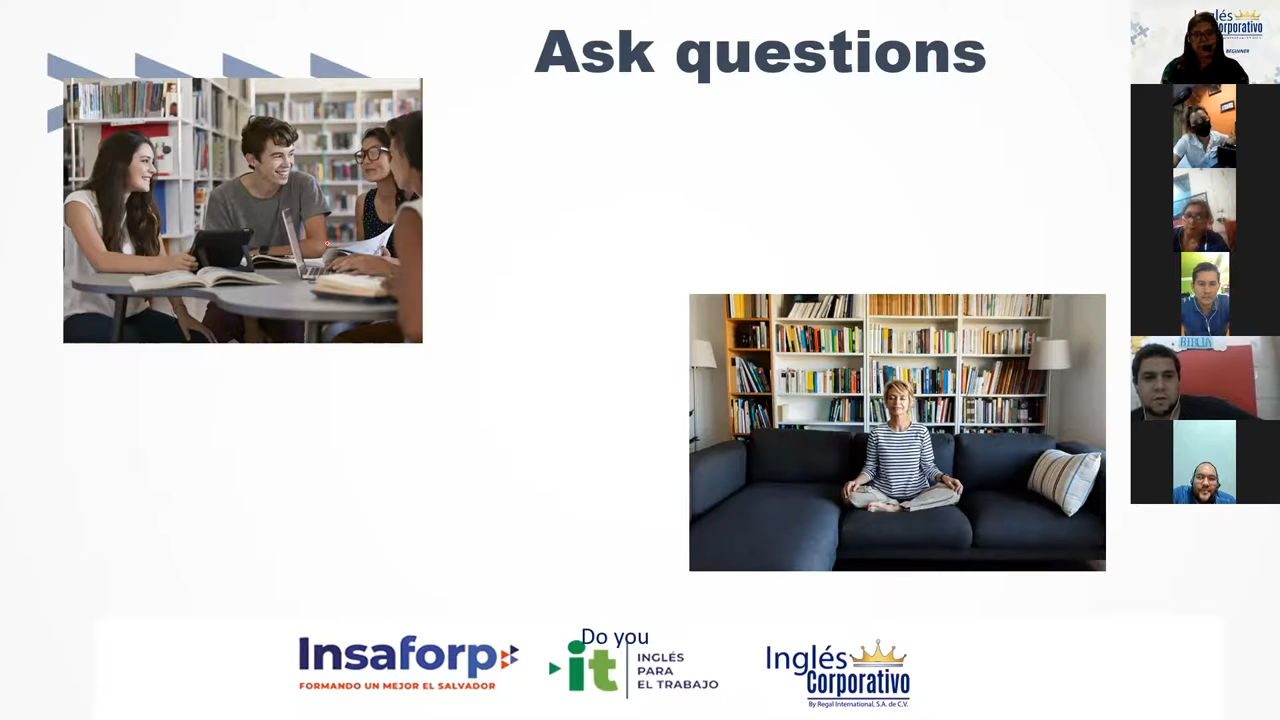 Ask questions
Inglés
Corporativo
BEGINNER
BIBLIA
Do you
Insaforp
FORMANDO UN MEJOR EL SALVADOR
it
INGLÉS
PARA
EL TRABAJO
Inglés
Corporativo
By Regal International, S.A. de C.V.